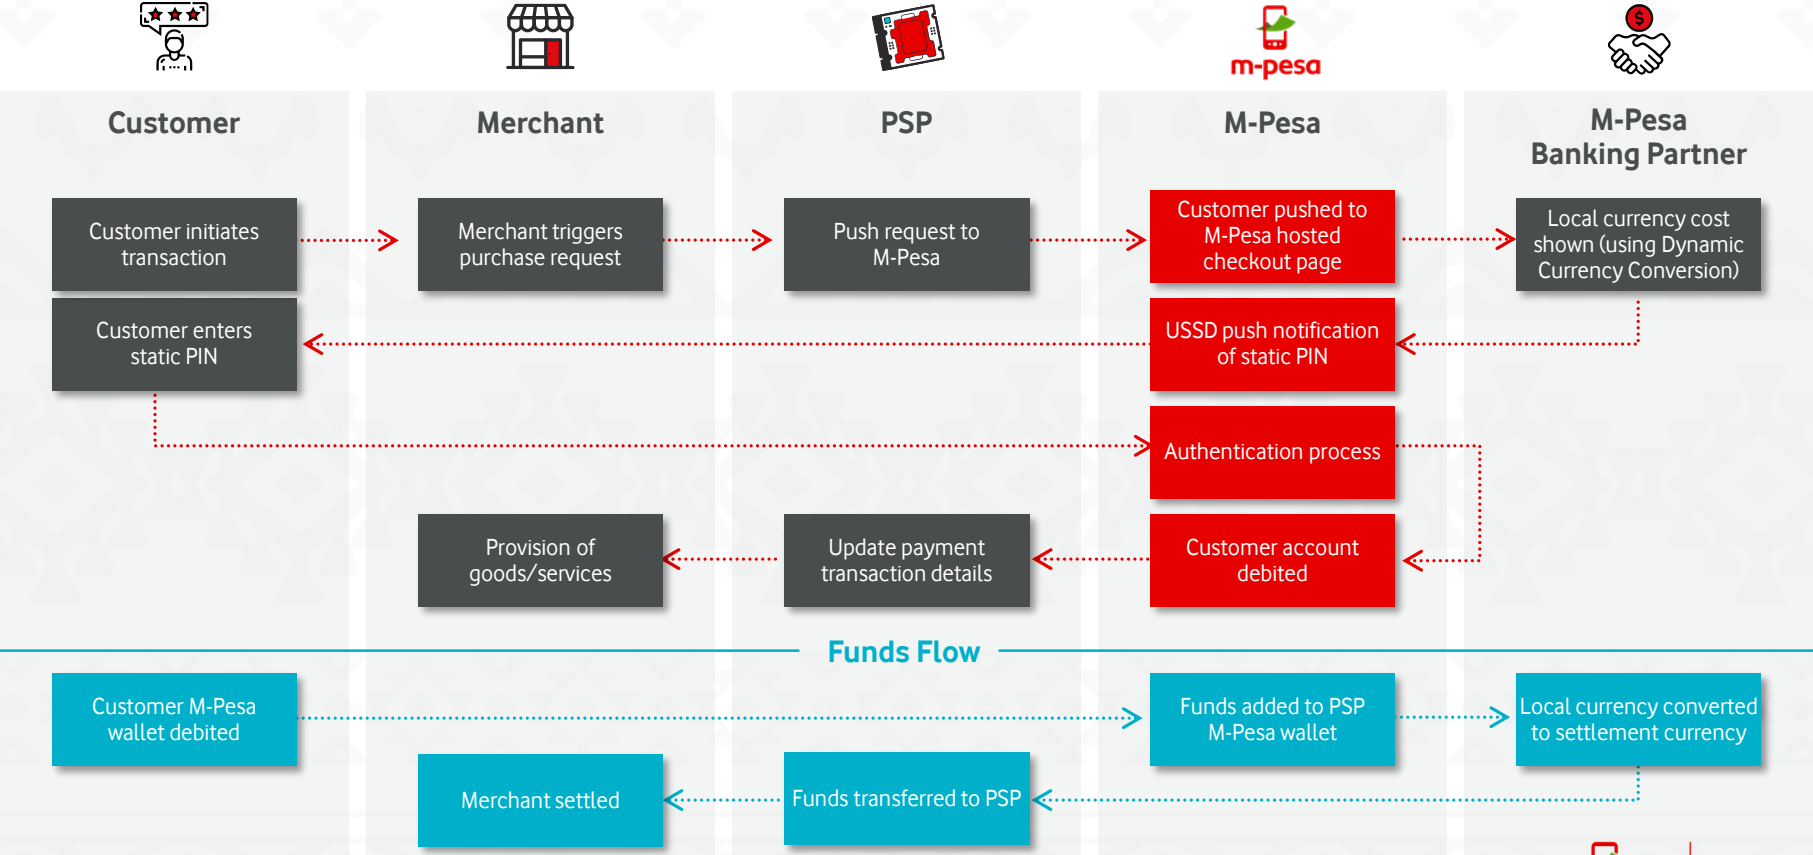 m-pesa
Customer
Merchant
PSP
M-Pesa
M-Pesa
Banking Partner
Customer initiates
transaction
Merchant triggers
purchase request
Push request to
M-Pesa
Customer pushed to
M-Pesa hosted
checkout page
Local currency cost
shown (using Dynamic
Currency Conversion)
Customer enters
static PIN
USSD push notification
of static PIN
Authentication process
Provision of
goods/services
Update payment
transaction details
Customer account
debited
Funds Flow
Customer M-Pesa
wallet debited
Funds added to PSP
M-Pesa wallet
Local currency converted
to settlement currency
Merchant settled
Funds transferred to PSP